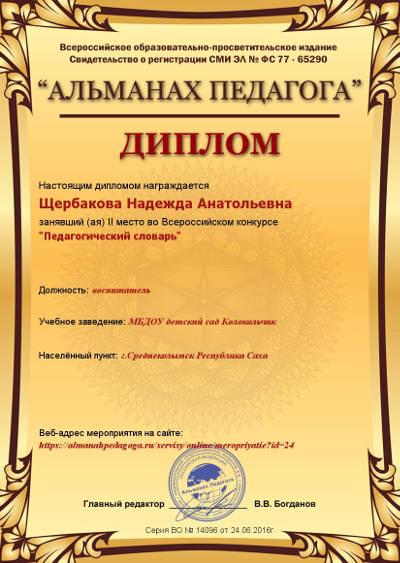 Всероссийское образовательно-просветительское издание
Свидетельство о регистрации СМИ ЭЛ № ФС 77 - 65290
“АЛЬМАНАХ ПЕДАГОГА”
ДИПЛОМ
Настоящим дипломом награждается
Щербакова Надежда Анатольевна
занявший (ая) II место во Всероссийском конкурсе
"Педагогический словарь"
Должность: воспитатель
Учебное заведение: МБДОУ детский сад Колокольчик
Населённый пункт: г.Среднеколымск Республика Саха
Веб-адрес мероприятия на сайте:
https://almanahpedagoga.ru/servisy/online/meropriyatie?id=24
Альманах Педагога
Главный редактор В.В. Богданов
Серия ВО № 14096 от 24.06.2016г.